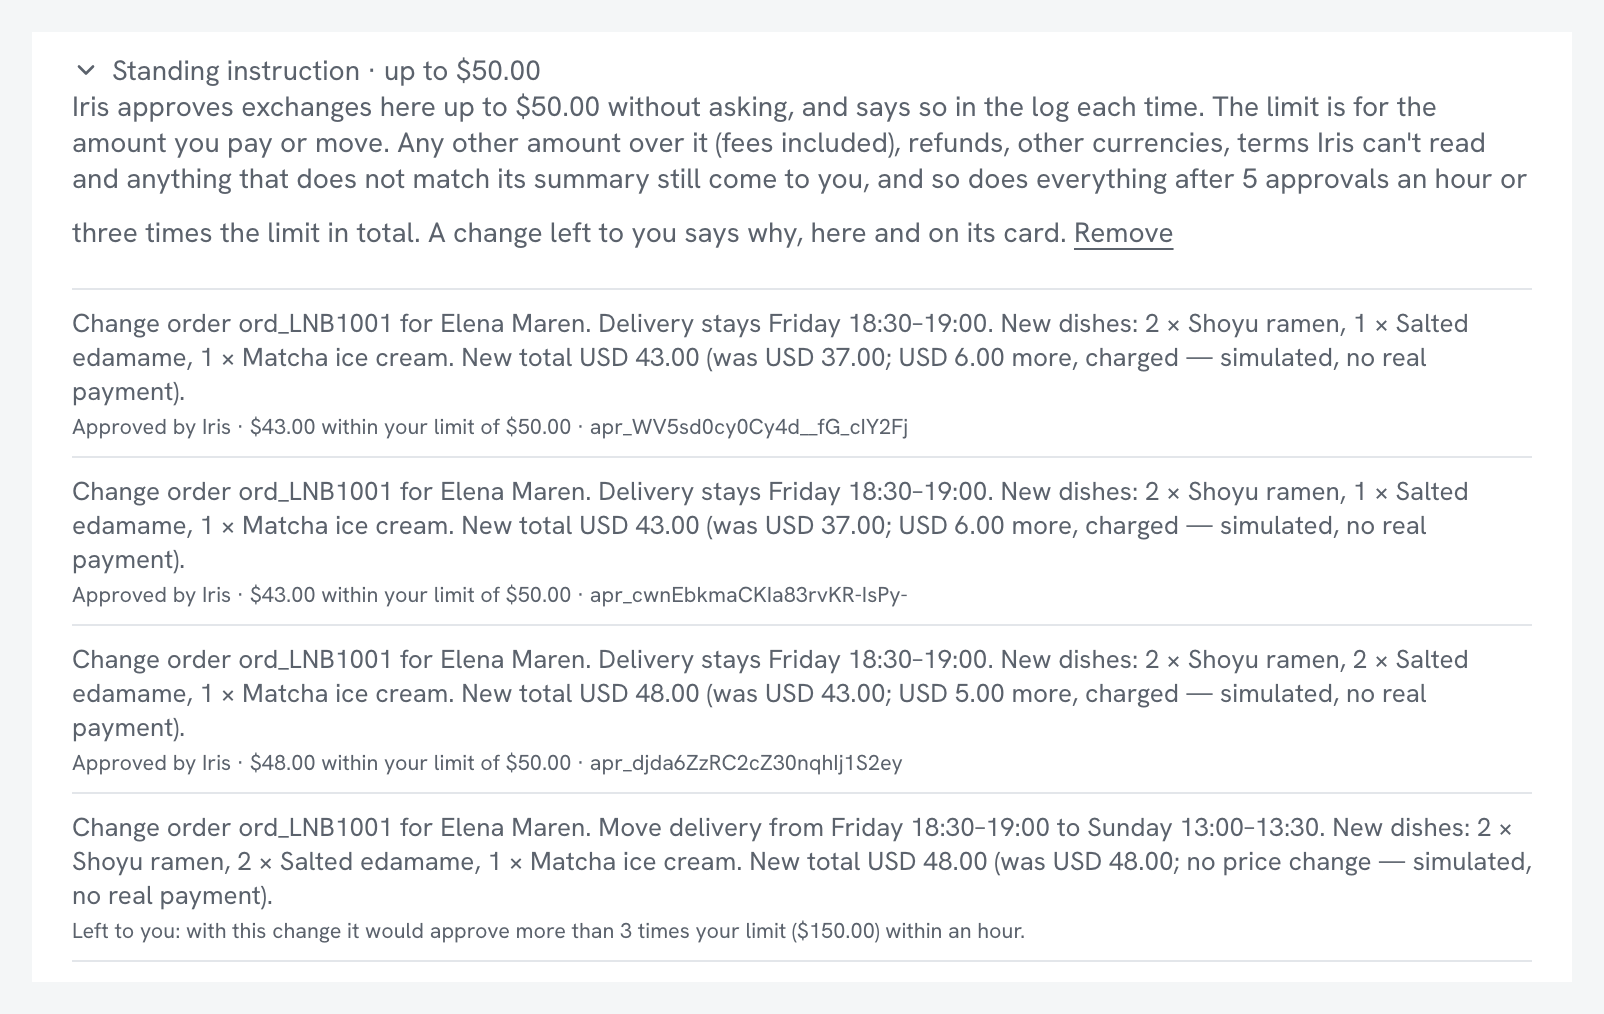 Standing instruction · up to $50.00
Iris approves exchanges here up to $50.00 without asking, and says so in the log each time. The limit is for the
amount you pay or move. Any other amount over it (fees included), refunds, other currencies, terms Iris can't read
and anything that does not match its summary still come to you, and so does everything after 5 approvals an hour or
three times the limit in total. A change left to you says why, here and on its card. Remove
Change order ord_LNB1001 for Elena Maren. Delivery stays Friday 18:30–19:00. New dishes: 2 × Shoyu ramen, 1 × Salted
edamame, 1 × Matcha ice cream. New total USD 43.00 (was USD 37.00; USD 6.00 more, charged — simulated, no real
payment).
Approved by Iris · $43.00 within your limit of $50.00 · apr_WV5sd0cy0Cy4d__fG_cIY2Fj
Change order ord_LNB1001 for Elena Maren. Delivery stays Friday 18:30–19:00. New dishes: 2 × Shoyu ramen, 1 × Salted
edamame, 1 × Matcha ice cream. New total USD 43.00 (was USD 37.00; USD 6.00 more, charged — simulated, no real
payment).
Approved by Iris · $43.00 within your limit of $50.00 · apr_cwnEbkmaCKIa83rvKR-IsPy-
Change order ord_LNB1001 for Elena Maren. Delivery stays Friday 18:30–19:00. New dishes: 2 × Shoyu ramen, 2 × Salted
edamame, 1 × Matcha ice cream. New total USD 48.00 (was USD 43.00; USD 5.00 more, charged — simulated, no real
payment).
Approved by Iris · $48.00 within your limit of $50.00 · apr_djda6ZzRC2cZ30nqhIj1S2ey
Change order ord_LNB1001 for Elena Maren. Move delivery from Friday 18:30–19:00 to Sunday 13:00–13:30. New dishes: 2 ×
Shoyu ramen, 2 × Salted edamame, 1 × Matcha ice cream. New total USD 48.00 (was USD 48.00; no price change — simulated,
no real payment).
Left to you: with this change it would approve more than 3 times your limit ($150.00) within an hour.